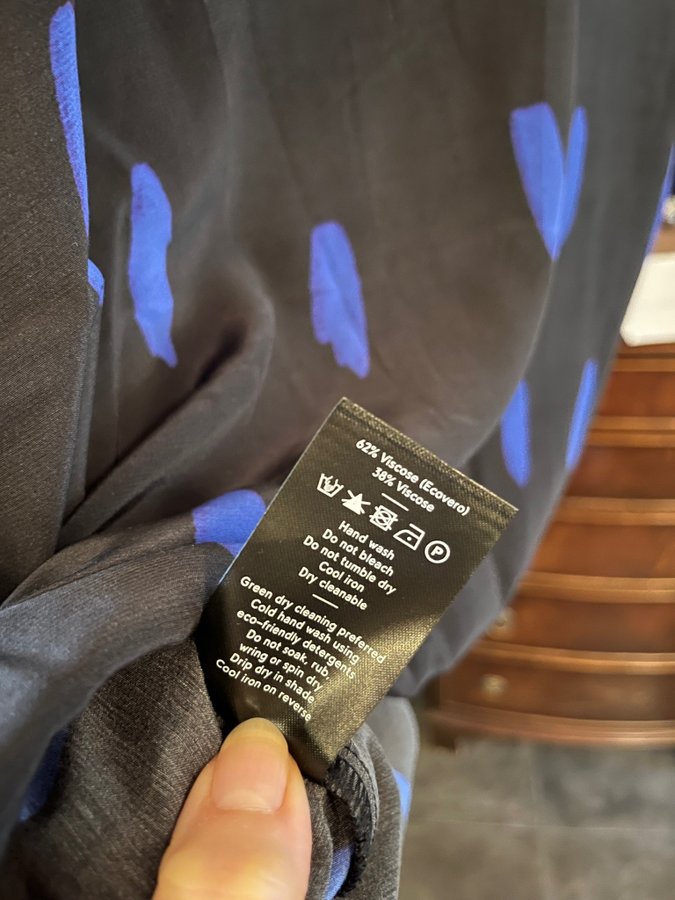 62% Viscose (Ecovero)
38% Viscose
P
Hand wash
Do not bleach
Do not tumble dry
Cool iron
Dry cleanable
Green dry cleaning preferred
Cold hand wash using
eco-friendly detergents
Do not soak, rub,
wring or spin dry
Drip dry in shade
Cool iron on reverse